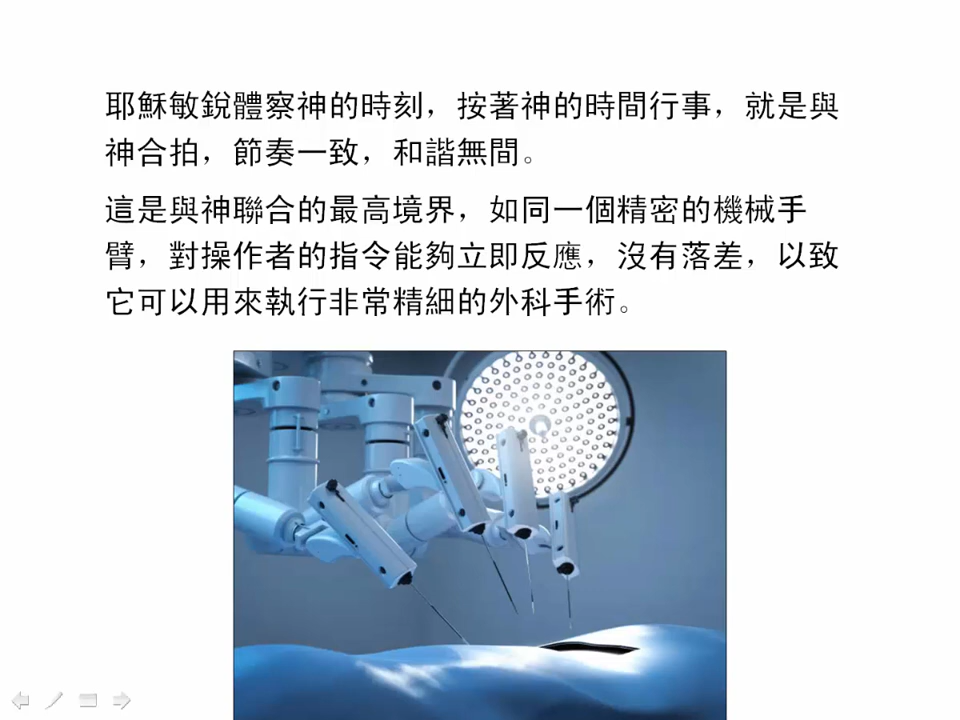 耶穌敏銳體察神的時刻，按著神的時間行事，就是與
神合拍，節奏一致，和諧無間。
這是與神聯合的最高境界，如同一個精密的機械手
臂，對操作者的指令能夠立即反應，沒有落差，以致
它可以用來執行非常精細的外科手術。